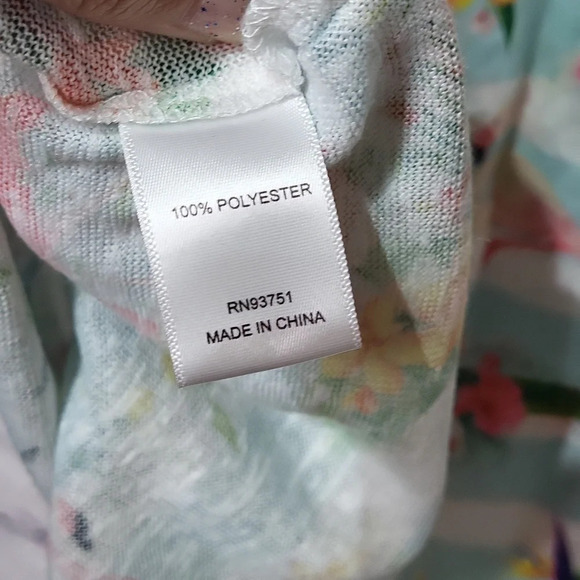 100% POLYESTER
RN93751
MADE IN CHINA